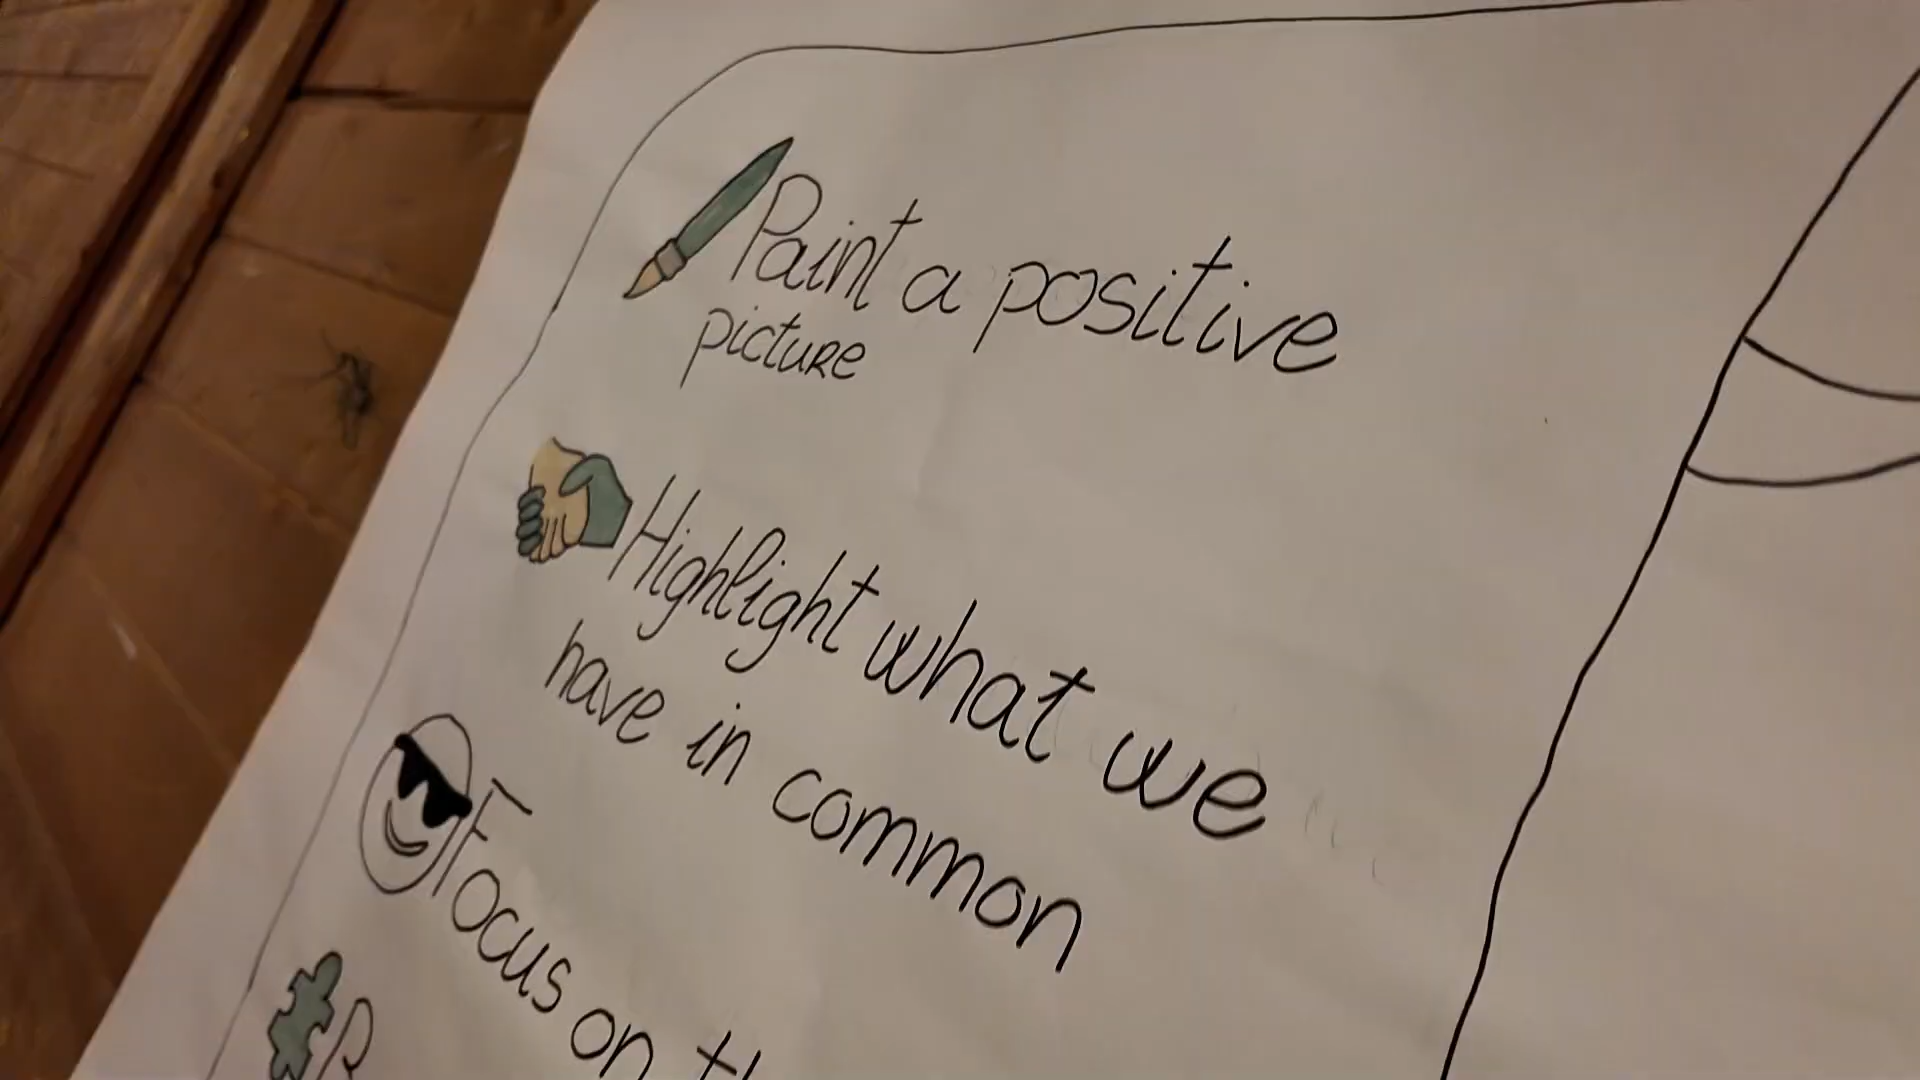 Paint a positive
picture
Highlight what we
have in common
Focus on